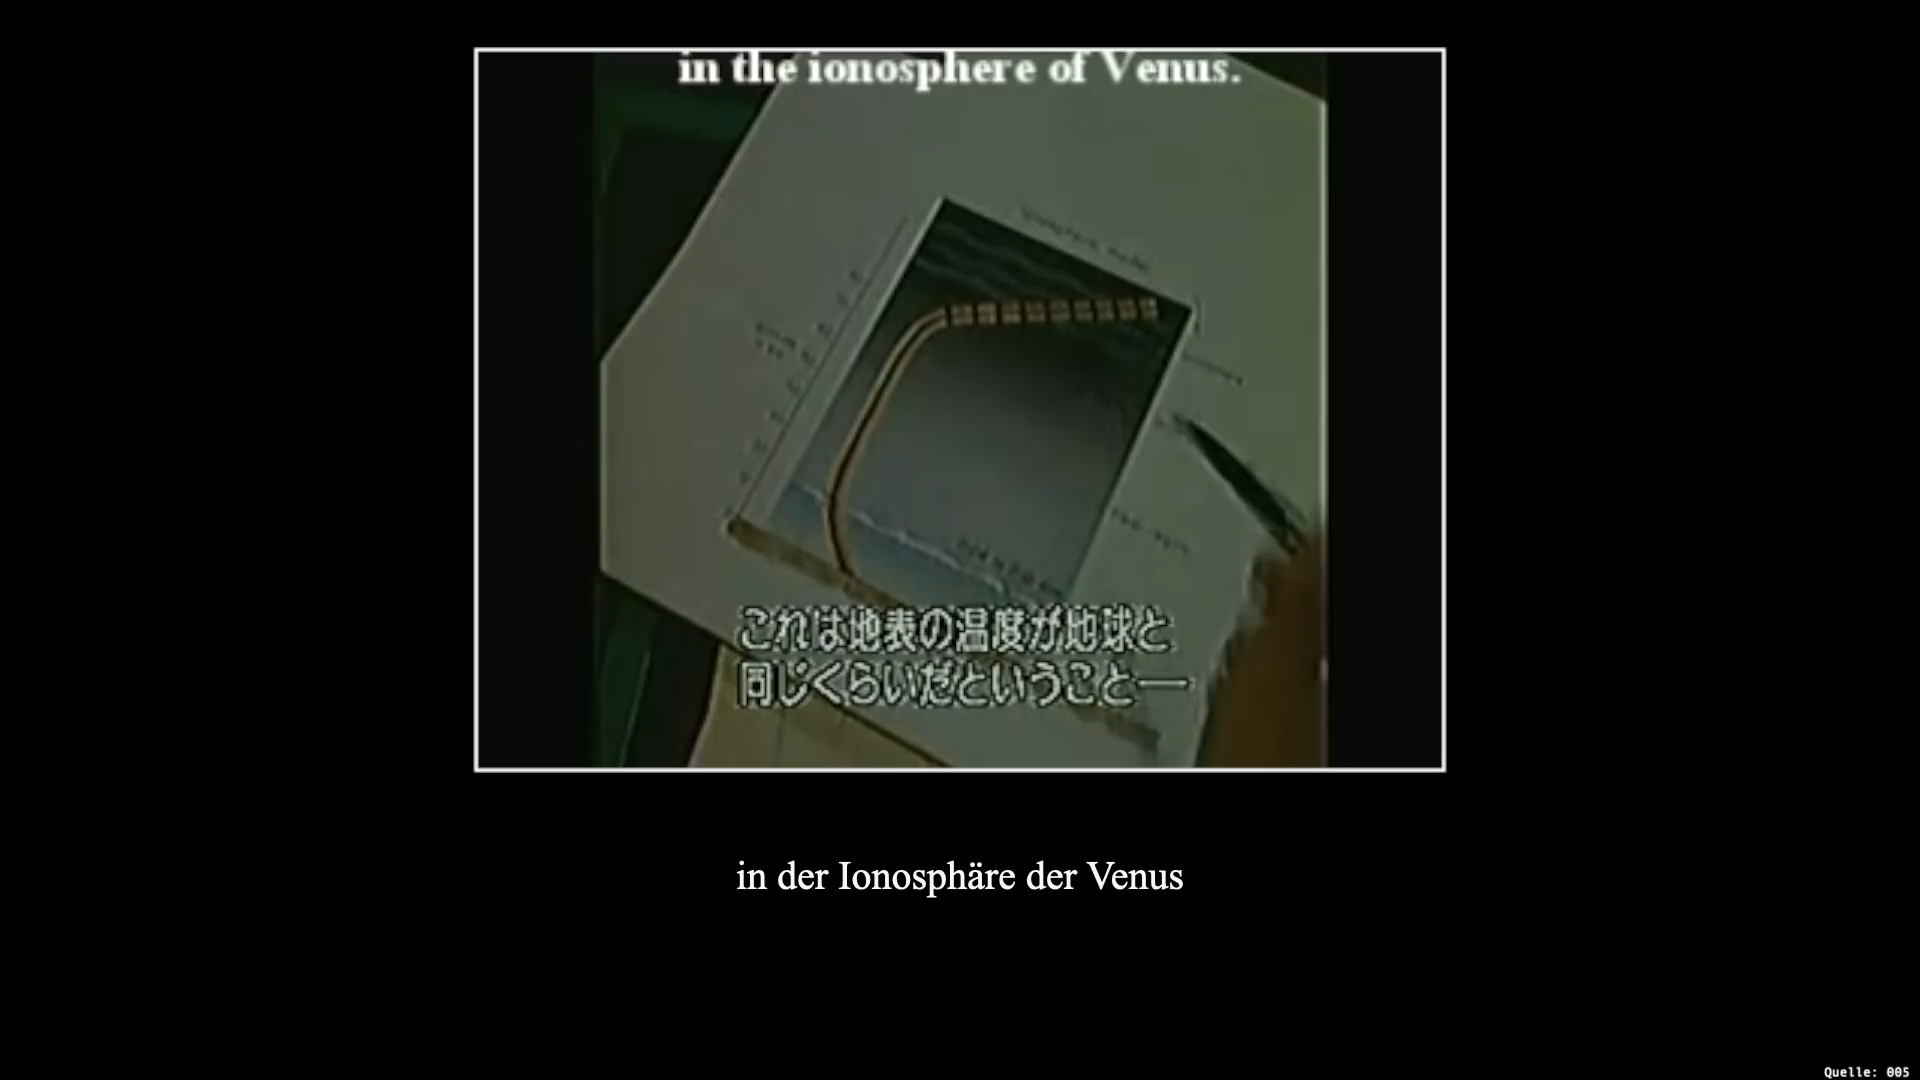 in the ionosphere of Venus.
これは地表の温度が地球と
同じくらいだということ―
in der Ionosphäre der Venus
Quelle: 005